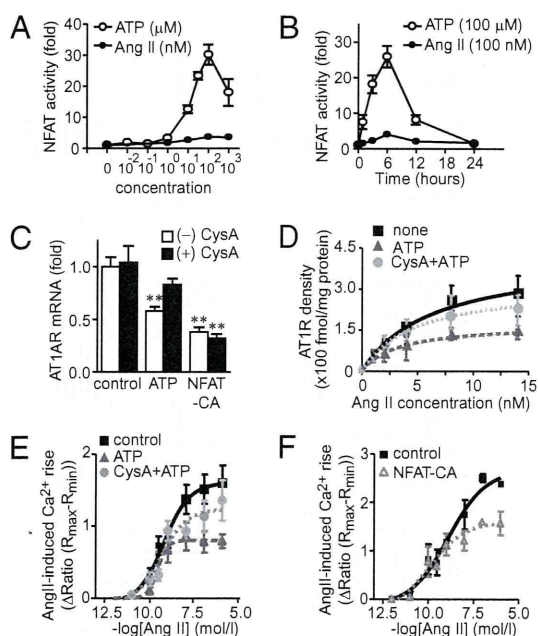 A
ATP (µM)
Ang II (nM)
NFAT activity (fold)
40
30
20
10
0
0 10⁻² 10⁻¹ 10⁰ 10¹ 10² 10³
concentration
B
ATP (100 µM)
Ang II (100 nM)
NFAT activity (fold)
40
30
20
10
0
0 6 12 18 24
Time (hours)
C
(−) CysA
(+) CysA
AT1AR mRNA (fold)
1.0
0.5
0.0
**
** **
control ATP NFAT
-CA
D
none
ATP
CysA+ATP
AT1R density
(x100 fmol/mg protein)
4.5
3.0
1.5
0
0 5 10 15
Ang II concentration (nM)
E
control
ATP
CysA+ATP
AngII-induced Ca²⁺ rise
(ΔRatio (Rmax-Rmin))
2
1
0
12.5 10.0 7.5 5.0
-log[Ang II] (mol/l)
F
control
NFAT-CA
AngII-induced Ca²⁺ rise
(ΔRatio (Rmax-Rmin))
3
2
1
0
12.5 10.0 7.5 5.0
-log[Ang II] (mol/l)